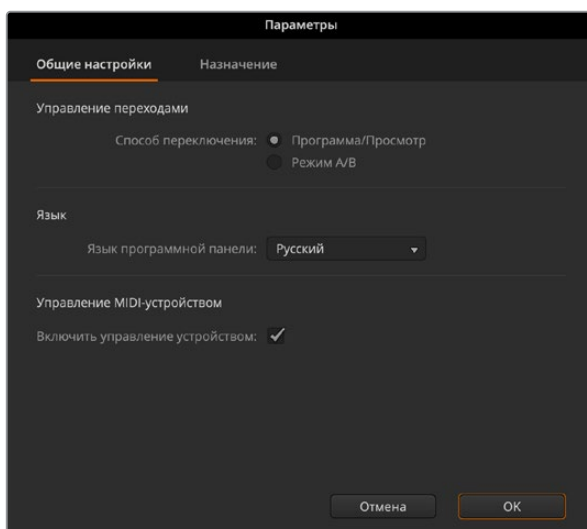 Параметры
Общие настройки Назначение
Управление переходами
Способ переключения: Программа/Просмотр
Режим A/B
Язык
Язык программной панели: Русский
Управление MIDI-устройством
Включить управление устройством:
Отмена OK